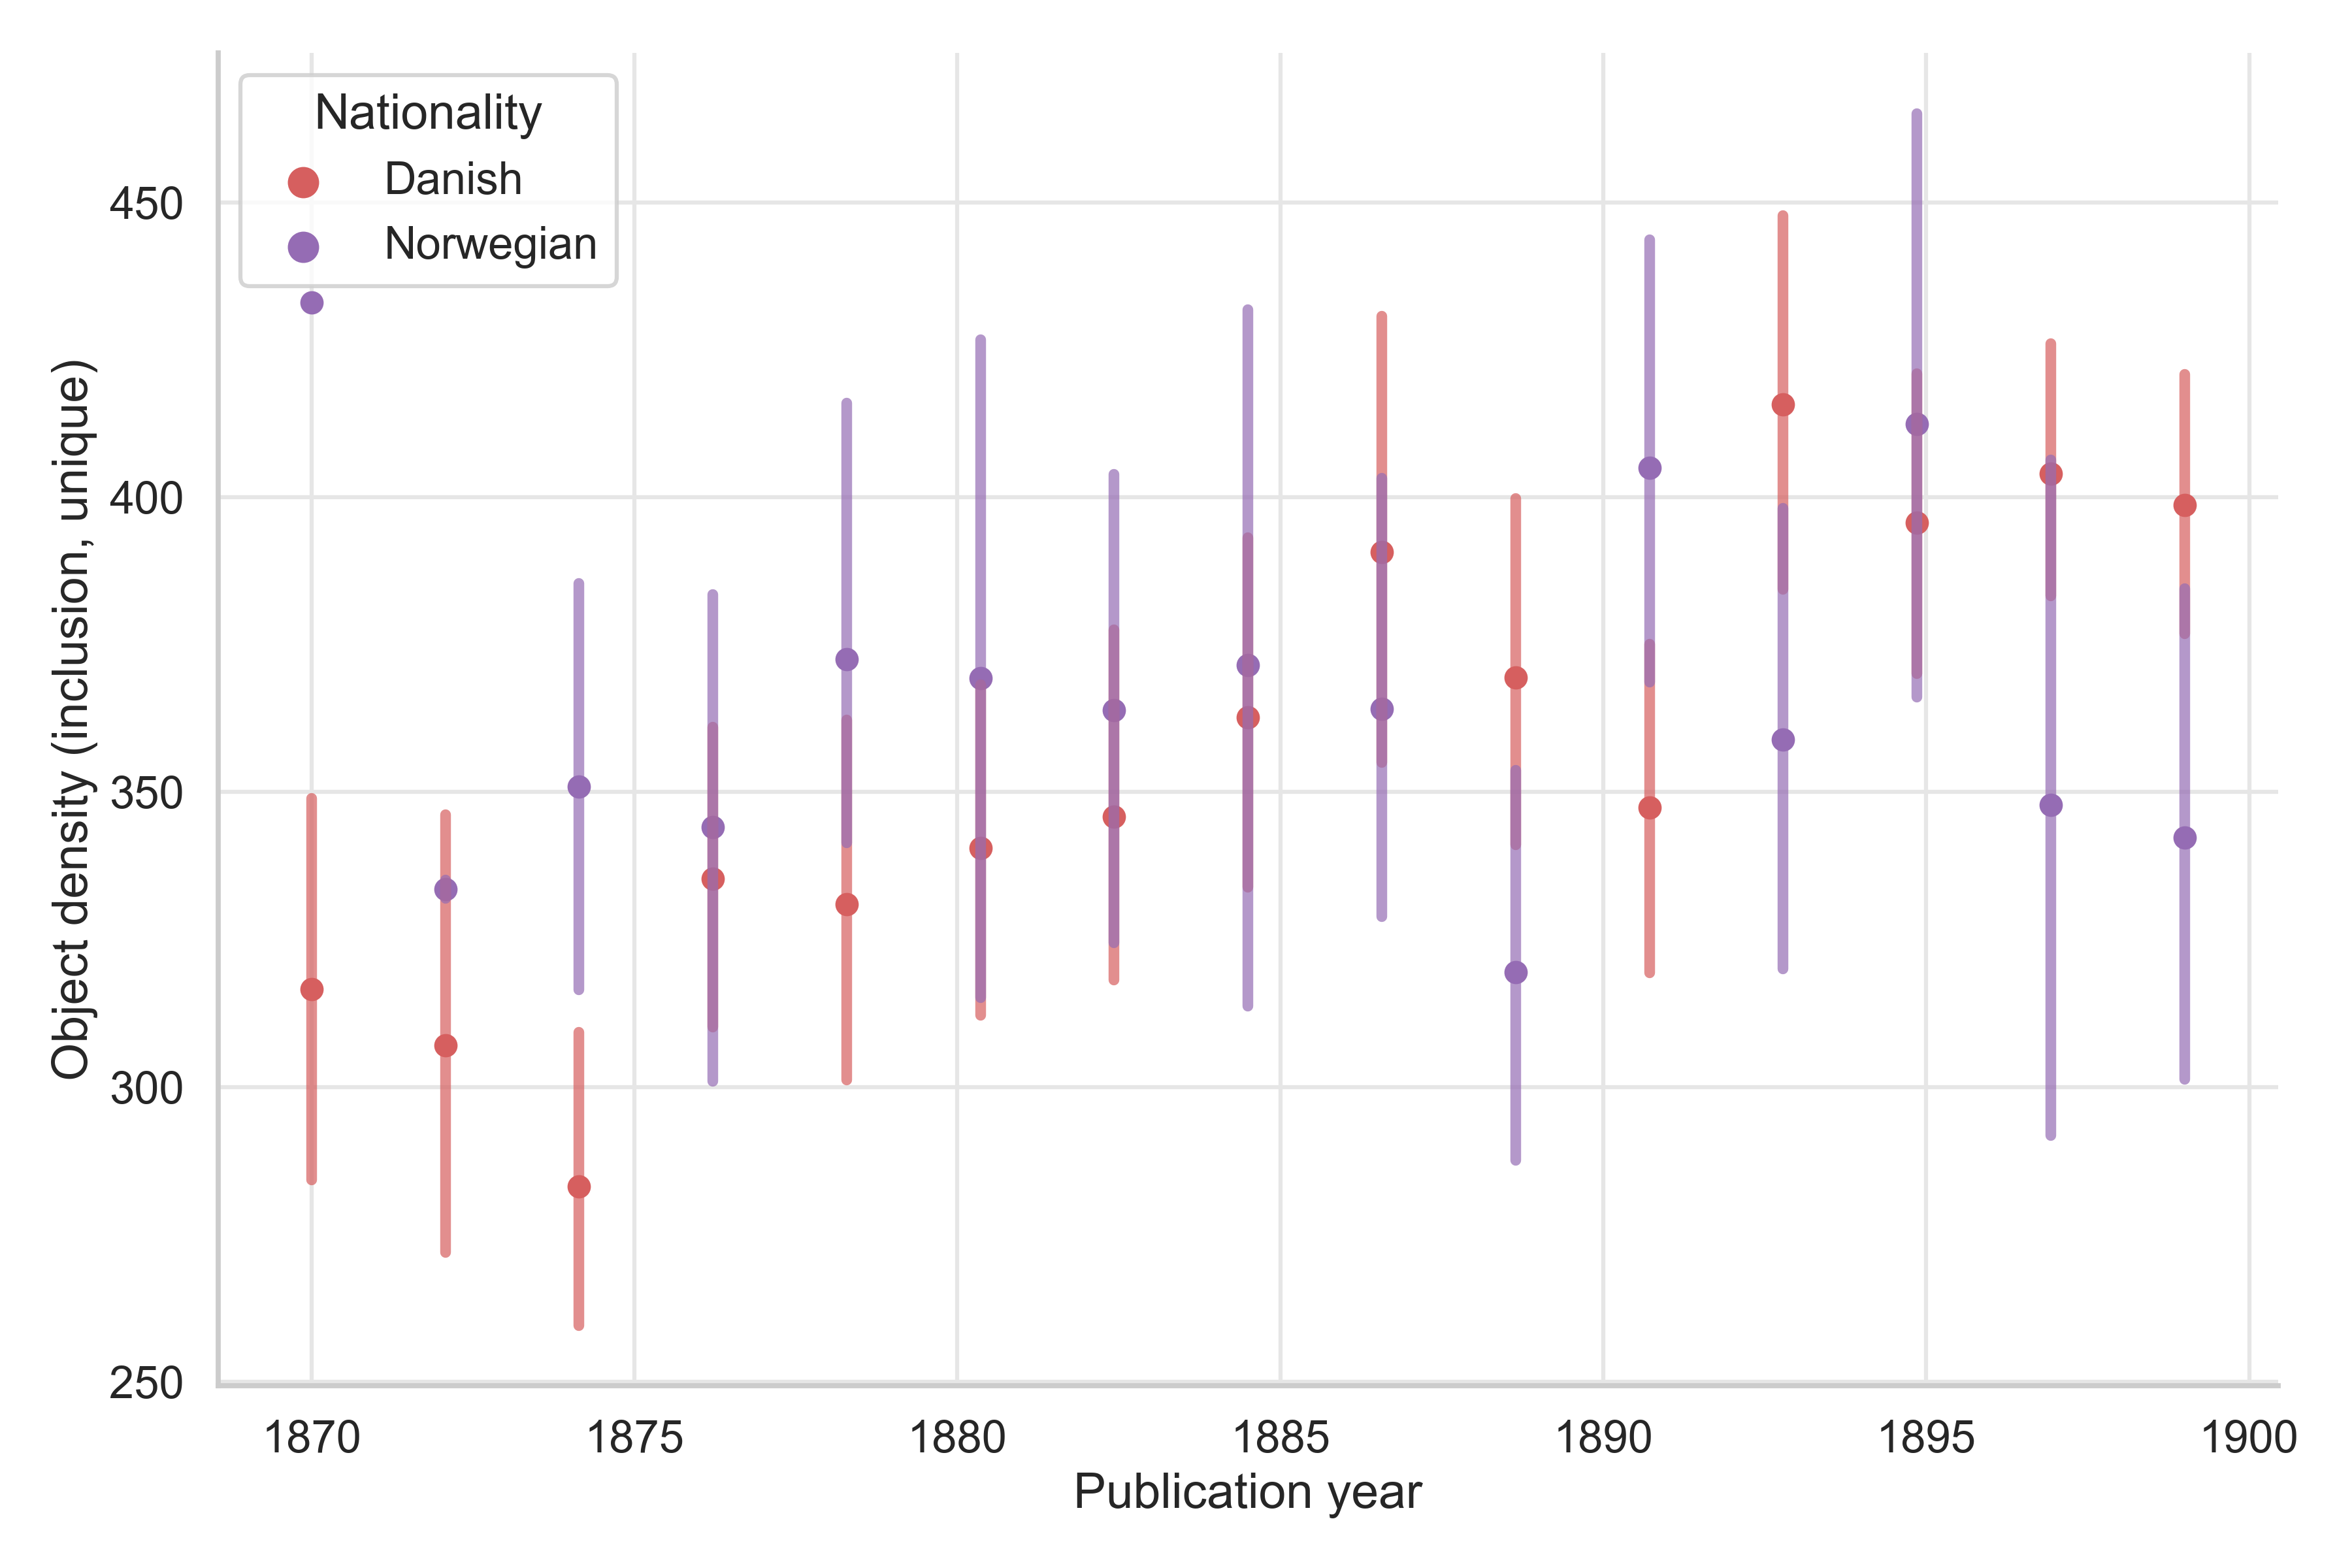 Nationality
Danish
Norwegian
Object density (inclusion, unique)
450
400
350
300
250
1870 1875 1880 1885 1890 1895 1900
Publication year